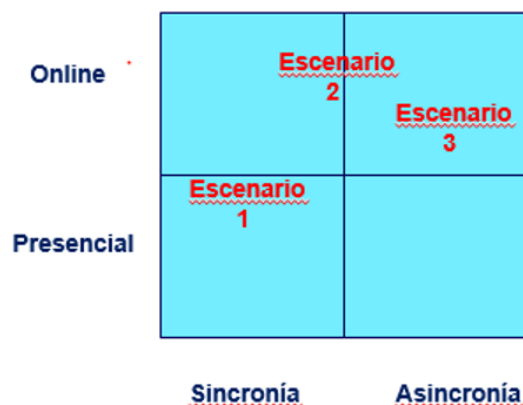 Online
Escenario
2
Escenario
3
Escenario
1
Presencial
Sincronía
Asincronía